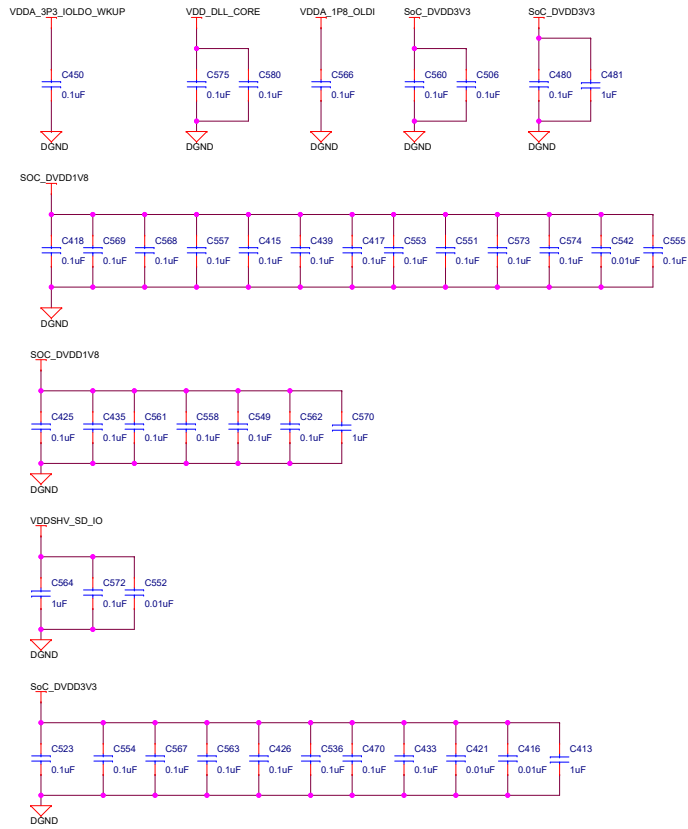 VDDA_3P3_IOLDO_WKUP
VDD_DLL_CORE
VDDA_1P8_OLDI
SoC_DVDD3V3
SoC_DVDD3V3
C450
0.1uF
C575
0.1uF
C580
0.1uF
C566
0.1uF
C560
0.1uF
C506
0.1uF
C480
0.1uF
C481
1uF
DGND
DGND
DGND
DGND
DGND
SOC_DVDD1V8
C418
0.1uF
C569
0.1uF
C568
0.1uF
C557
0.1uF
C415
0.1uF
C439
0.1uF
C417
0.1uF
C553
0.1uF
C551
0.1uF
C573
0.1uF
C574
0.1uF
C542
0.01uF
C555
0.1uF
DGND
SOC_DVDD1V8
C425
0.1uF
C435
0.1uF
C561
0.1uF
C558
0.1uF
C549
0.1uF
C562
0.1uF
C570
1uF
DGND
VDDSHV_SD_IO
C564
1uF
C572
0.1uF
C552
0.01uF
DGND
SoC_DVDD3V3
C523
0.1uF
C554
0.1uF
C567
0.1uF
C563
0.1uF
C426
0.1uF
C536
0.1uF
C470
0.1uF
C433
0.1uF
C421
0.01uF
C416
0.01uF
C413
1uF
DGND